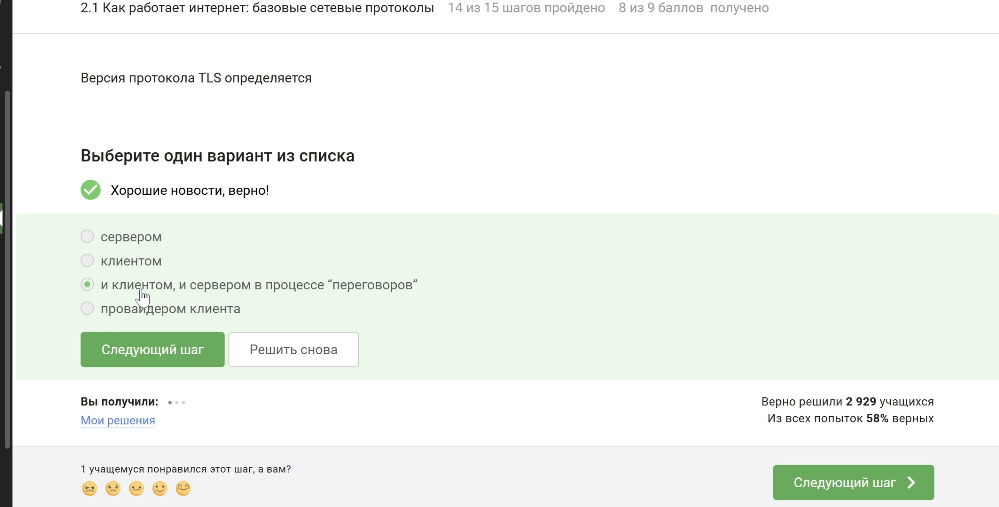 2.1 Как работает интернет: базовые сетевые протоколы 14 из 15 шагов пройдено 8 из 9 баллов получено
Версия протокола TLS определяется
Выберите один вариант из списка
Хорошие новости, верно!
сервером
клиентом
и клиентом, и сервером в процессе “переговоров”
провайдером клиента
Следующий шаг Решить снова
Вы получили:
Мои решения
Верно решили 2 929 учащихся
Из всех попыток 58% верных
1 учащемуся понравился этот шаг, а вам?
Следующий шаг